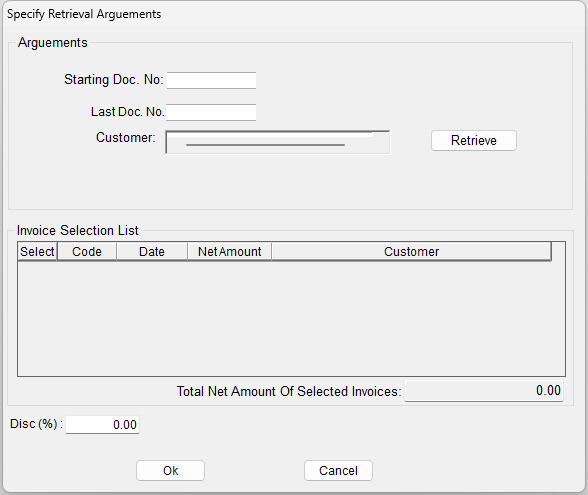 Specify Retrieval Arguements
Arguements
Starting Doc. No:
Last Doc. No.
Customer:
Retrieve
Invoice Selection List
Select Code Date Net Amount Customer
Total Net Amount Of Selected Invoices: 0.00
Disc (%) : 0.00
Ok Cancel